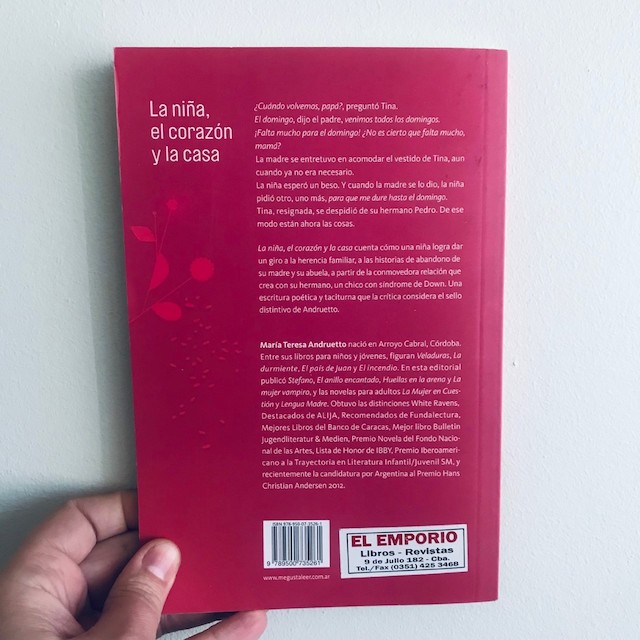 La niña,
el corazón
y la casa
¿Cuándo volvemos, papá?, preguntó Tina.
El domingo, dijo el padre, venimos todos los domingos.
¡Falta mucho para el domingo! ¿No es cierto que falta mucho,
mamá?
La madre se entretuvo en acomodar el vestido de Tina, aun
cuando ya no era necesario.
La niña esperó un beso. Y cuando la madre se lo dio, la niña
pidió otro, uno más, para que me dure hasta el domingo.
Tina, resignada, se despidió de su hermano Pedro. De ese
modo están ahora las cosas.
La niña, el corazón y la casa cuenta cómo una niña logra dar
un giro a la herencia familiar, a las historias de abandono de
su madre y su abuela, a partir de la conmovedora relación que
crea con su hermano, un chico con síndrome de Down. Una
escritura poética y taciturna que la crítica considera el sello
distintivo de Andruetto.
María Teresa Andruetto nació en Arroyo Cabral, Córdoba.
Entre sus libros para niños y jóvenes, figuran Veladuras, La
durmiente, El país de Juan y El incendio. En esta editorial
publicó Stefano, El anillo encantado, Huellas en la arena y La
mujer vampiro, y las novelas para adultos La Mujer en Cues-
tión y Lengua Madre. Obtuvo las distinciones White Ravens,
Destacados de ALIJA, Recomendados de Fundalectura,
Mejores Libros del Banco de Caracas, Mejor libro Bulletin
Jugendliteratur & Medien, Premio Novela del Fondo Nacio-
nal de las Artes, Lista de Honor de IBBY, Premio Iberoameri-
cano a la Trayectoria en Literatura Infantil/Juvenil SM, y
recientemente la candidatura por Argentina al Premio Hans
Christian Andersen 2012.
ISBN 978-950-07-3526-1
9 789500 735261
www.megustaleer.com.ar
EL EMPORIO
Libros - Revistas
9 de Julio 182 - Cba.
Tel./Fax (0351) 425 3468